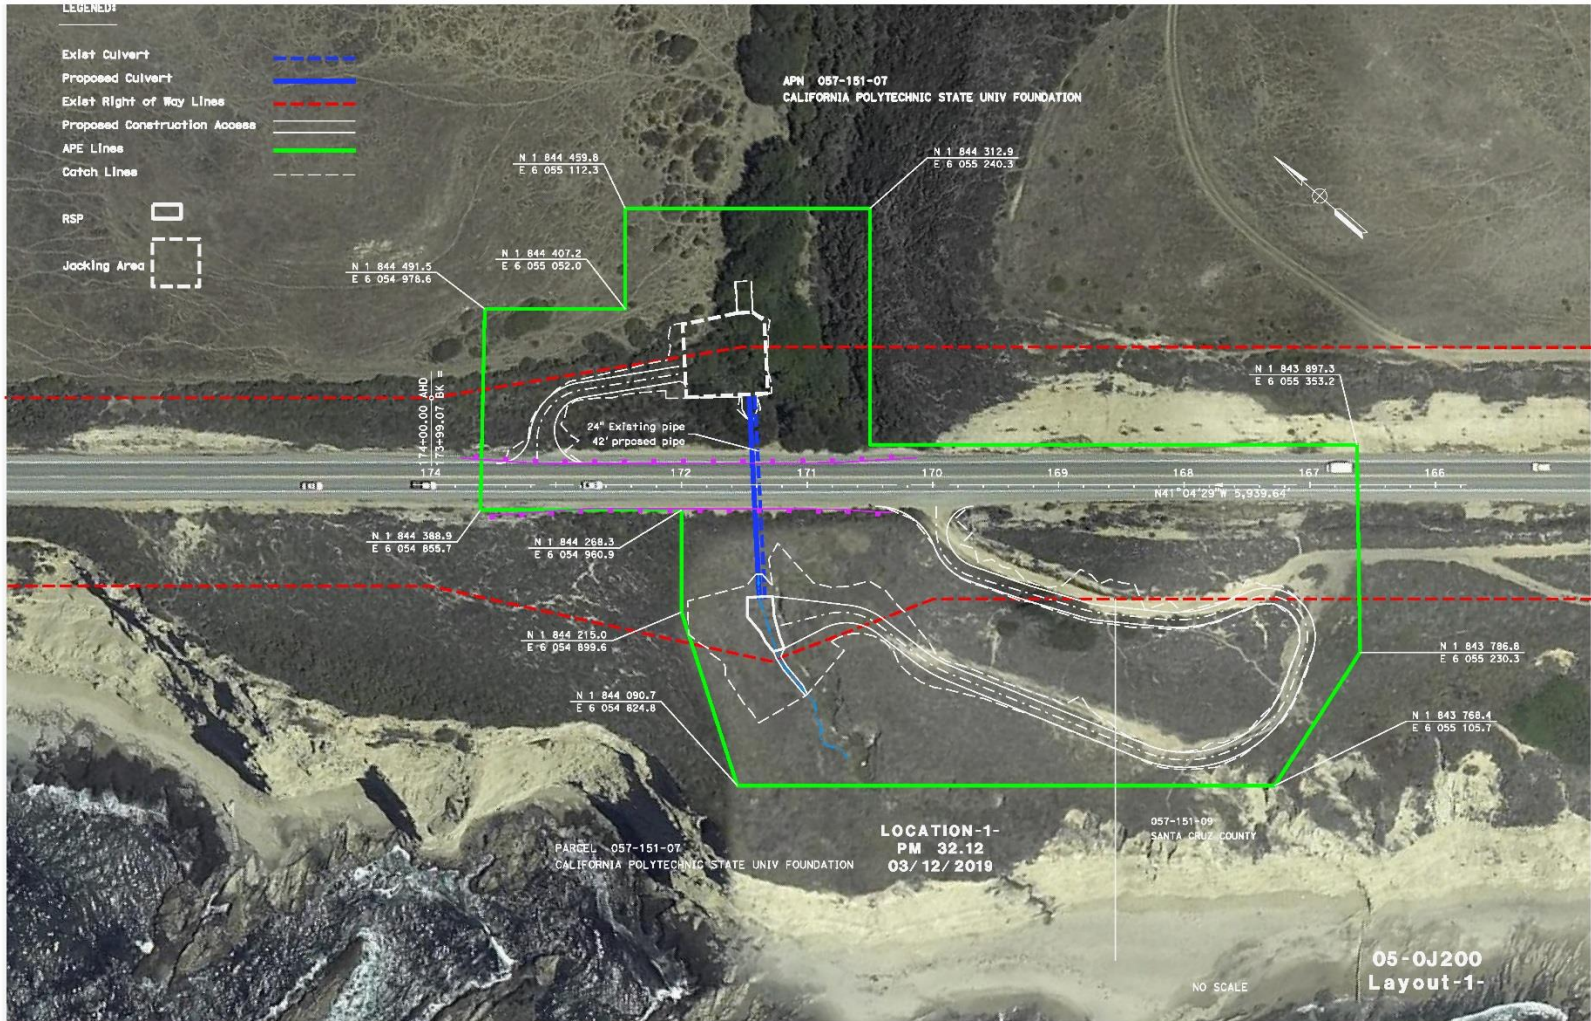 LEGENED:
Exist Culvert
Proposed Culvert
Exist Right of Way Lines
Proposed Construction Access
APE Lines
Catch Lines
RSP
Jacking Area
APN 057-151-07
CALIFORNIA POLYTECHNIC STATE UNIV FOUNDATION
N 1 844 459.8
E 6 055 112.3
N 1 844 312.9
E 6 055 240.3
N 1 844 407.2
E 6 055 052.0
N 1 844 491.5
E 6 054 978.6
N 1 843 897.3
E 6 055 353.2
174+00.00 AHD
173+99.07 BK =
24" Existing pipe
42' prposed pipe
174
172
171
170
169
168
167
166
N41°04'29"W 5,939.64'
N 1 844 388.9
E 6 054 855.7
N 1 844 268.3
E 6 054 960.9
N 1 844 215.0
E 6 054 899.6
N 1 843 786.8
E 6 055 230.3
N 1 844 090.7
E 6 054 824.8
N 1 843 768.4
E 6 055 105.7
LOCATION-1-
PM 32.12
03/12/2019
057-151-09
SANTA CRUZ COUNTY
PARCEL 057-151-07
CALIFORNIA POLYTECHNIC STATE UNIV FOUNDATION
05-0J200
Layout-1-
NO SCALE